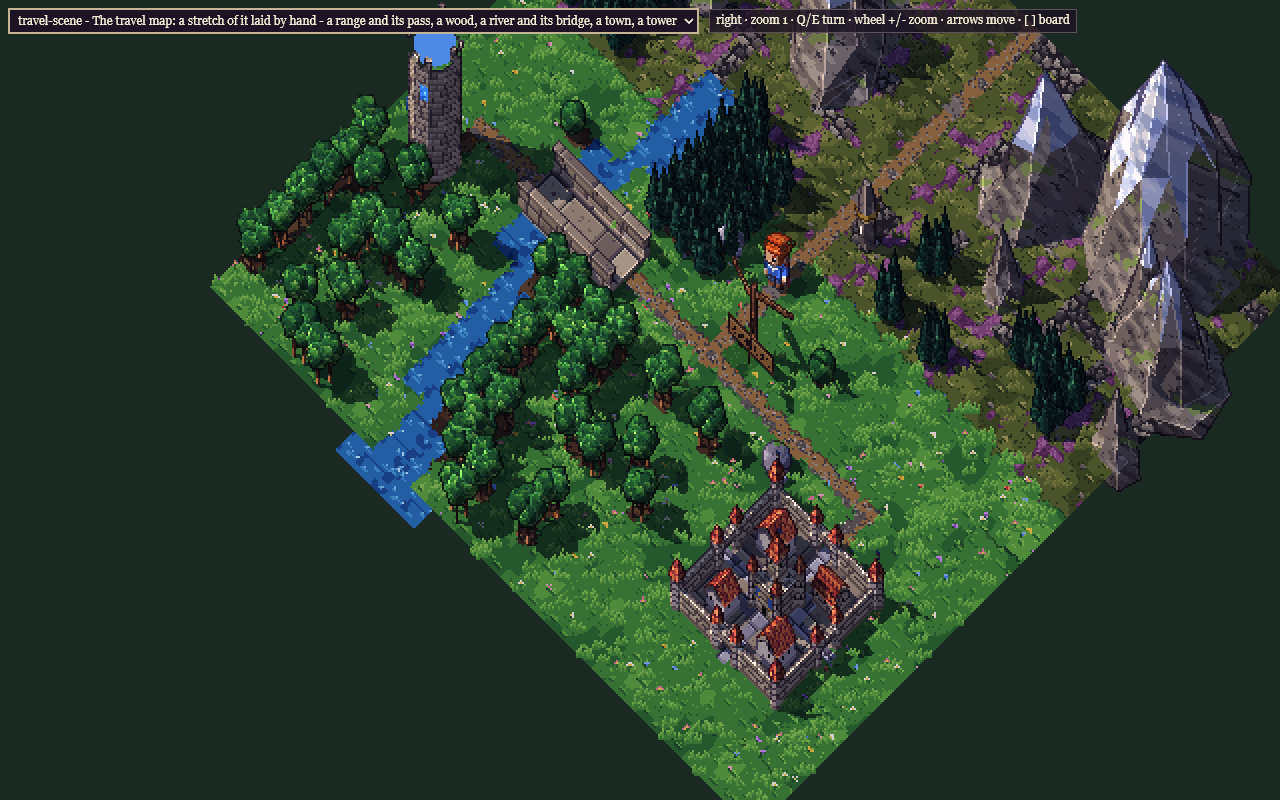 travel-scene - The travel map: a stretch of it laid by hand - a range and its pass, a wood, a river and its bridge, a town, a tower
right · zoom 1 · Q/E turn · wheel +/- zoom · arrows move · [ ] board